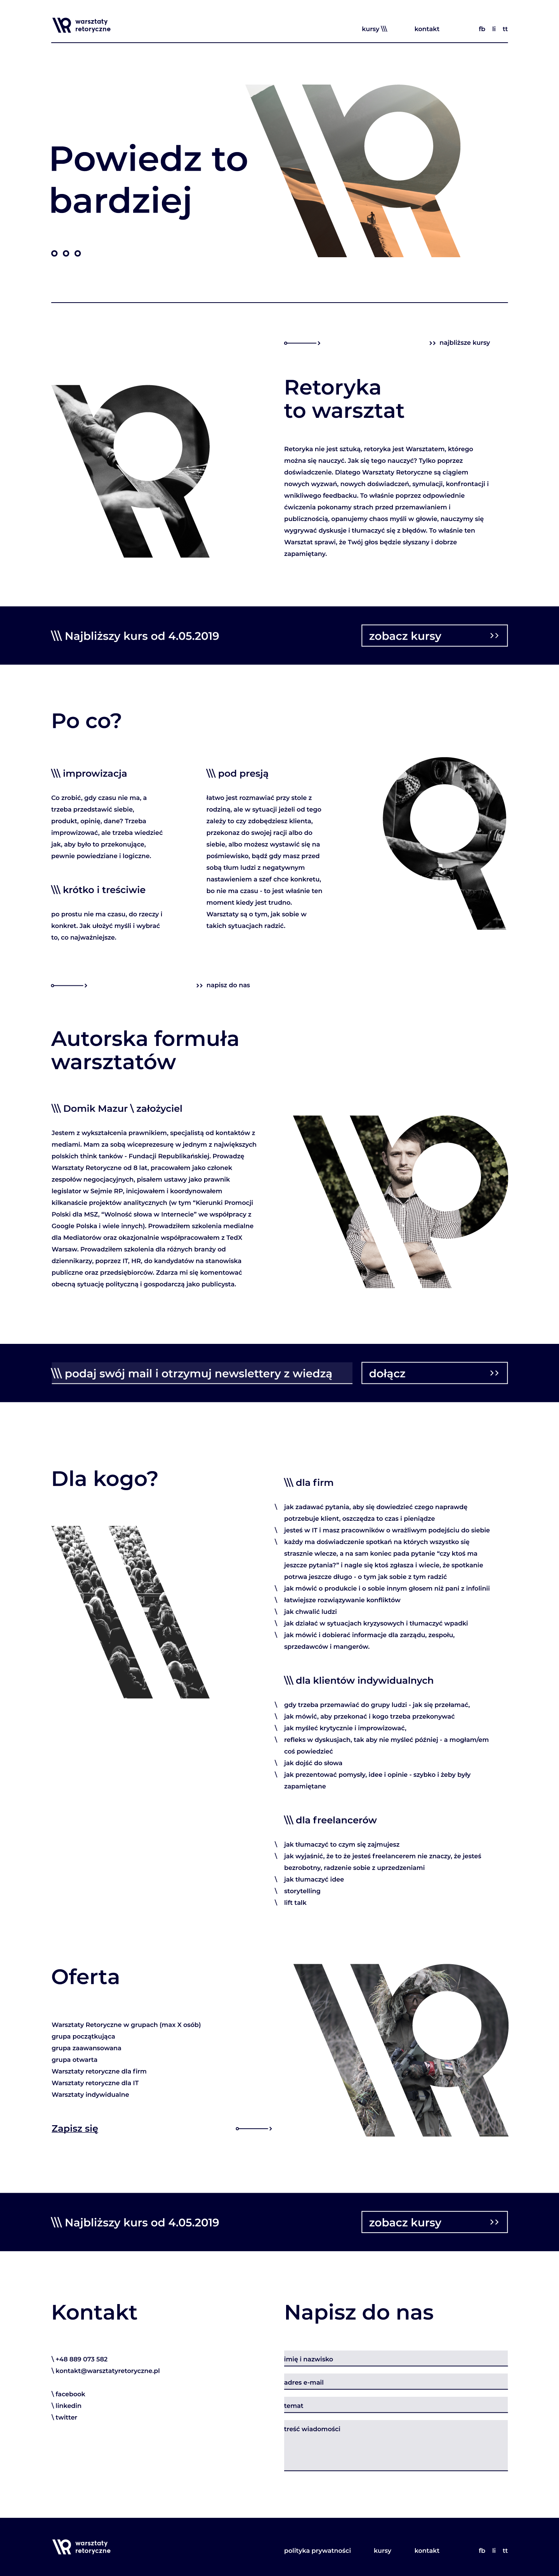 warsztaty
retoryczne
kursy \\\ kontakt fb li tt
Powiedz to
bardziej
>> najbliższe kursy
Retoryka
to warsztat
Retoryka nie jest sztuką, retoryka jest Warsztatem, którego
można się nauczyć. Jak się tego nauczyć? Tylko poprzez
doświadczenie. Dlatego Warsztaty Retoryczne są ciągiem
nowych wyzwań, nowych doświadczeń, symulacji, konfrontacji i
wnikliwego feedbacku. To właśnie poprzez odpowiednie
ćwiczenia pokonamy strach przed przemawianiem i
publicznością, opanujemy chaos myśli w głowie, nauczymy się
wygrywać dyskusje i tłumaczyć się z błędów. To właśnie ten
Warsztat sprawi, że Twój głos będzie słyszany i dobrze
zapamiętany.
\\\ Najbliższy kurs od 4.05.2019
zobacz kursy >>
Po co?
\\\ improwizacja
Co zrobić, gdy czasu nie ma, a
trzeba przedstawić siebie,
produkt, opinię, dane? Trzeba
improwizować, ale trzeba wiedzieć
jak, aby było to przekonujące,
pewnie powiedziane i logiczne.
\\\ krótko i treściwie
po prostu nie ma czasu, do rzeczy i
konkret. Jak ułożyć myśli i wybrać
to, co najważniejsze.
\\\ pod presją
łatwo jest rozmawiać przy stole z
rodziną, ale w sytuacji jeżeli od tego
zależy to czy zdobędziesz klienta,
przekonaz do swojej racji albo do
siebie, albo możesz wystawić się na
pośmiewisko, bądź gdy masz przed
sobą tłum ludzi z negatywnym
nastawieniem a szef chce konkretu,
bo nie ma czasu - to jest właśnie ten
moment kiedy jest trudno.
Warsztaty są o tym, jak sobie w
takich sytuacjach radzić.
>> napisz do nas
Autorska formuła
warsztatów
\\\ Domik Mazur \ założyciel
Jestem z wykształcenia prawnikiem, specjalistą od kontaktów z
mediami. Mam za sobą wiceprezesurę w jednym z największych
polskich think tanków - Fundacji Republikańskiej. Prowadzę
Warsztaty Retoryczne od 8 lat, pracowałem jako członek
zespołów negocjacyjnych, pisałem ustawy jako prawnik
legislator w Sejmie RP, inicjowałem i koordynowałem
kilkanaście projektów analitycznych (w tym “Kierunki Promocji
Polski dla MSZ, “Wolność słowa w Internecie” we współpracy z
Google Polska i wiele innych). Prowadziłem szkolenia medialne
dla Mediatorów oraz okazjonalnie współpracowałem z TedX
Warsaw. Prowadziłem szkolenia dla różnych branży od
dziennikarzy, poprzez IT, HR, do kandydatów na stanowiska
publiczne oraz przedsiębiorców. Zdarza mi się komentować
obecną sytuację polityczną i gospodarczą jako publicysta.
\\\ podaj swój mail i otrzymuj newslettery z wiedzą
dołącz >>
Dla kogo?
\\\ dla firm
\ jak zadawać pytania, aby się dowiedzieć czego naprawdę
potrzebuje klient, oszczędza to czas i pieniądze
\ jesteś w IT i masz pracowników o wrażliwym podejściu do siebie
\ każdy ma doświadczenie spotkań na których wszystko się
strasznie wlecze, a na sam koniec pada pytanie “czy ktoś ma
jeszcze pytania?” i nagle się ktoś zgłasza i wiecie, że spotkanie
potrwa jeszcze długo - o tym jak sobie z tym radzić
\ jak mówić o produkcie i o sobie innym głosem niż pani z infolinii
\ łatwiejsze rozwiązywanie konfliktów
\ jak chwalić ludzi
\ jak działać w sytuacjach kryzysowych i tłumaczyć wpadki
\ jak mówić i dobierać informacje dla zarządu, zespołu,
sprzedawców i mangerów.
\\\ dla klientów indywidualnych
\ gdy trzeba przemawiać do grupy ludzi - jak się przełamać,
\ jak mówić, aby przekonać i kogo trzeba przekonywać
\ jak myśleć krytycznie i improwizować,
\ refleks w dyskusjach, tak aby nie myśleć później - a mogłam/em
coś powiedzieć
\ jak dojść do słowa
\ jak prezentować pomysły, idee i opinie - szybko i żeby były
zapamiętane
\\\ dla freelancerów
\ jak tłumaczyć to czym się zajmujesz
\ jak wyjaśnić, że to że jesteś freelancerem nie znaczy, że jesteś
bezrobotny, radzenie sobie z uprzedzeniami
\ jak tłumaczyć idee
\ storytelling
\ lift talk
Oferta
Warsztaty Retoryczne w grupach (max X osób)
grupa początkująca
grupa zaawansowana
grupa otwarta
Warsztaty retoryczne dla firm
Warsztaty retoryczne dla IT
Warsztaty indywidualne
Zapisz się
\\\ Najbliższy kurs od 4.05.2019
zobacz kursy >>
Kontakt
\ +48 889 073 582
\ kontakt@warsztatyretoryczne.pl
\ facebook
\ linkedin
\ twitter
Napisz do nas
imię i nazwisko
adres e-mail
temat
treść wiadomości
warsztaty
retoryczne
polityka prywatności kursy kontakt fb li tt